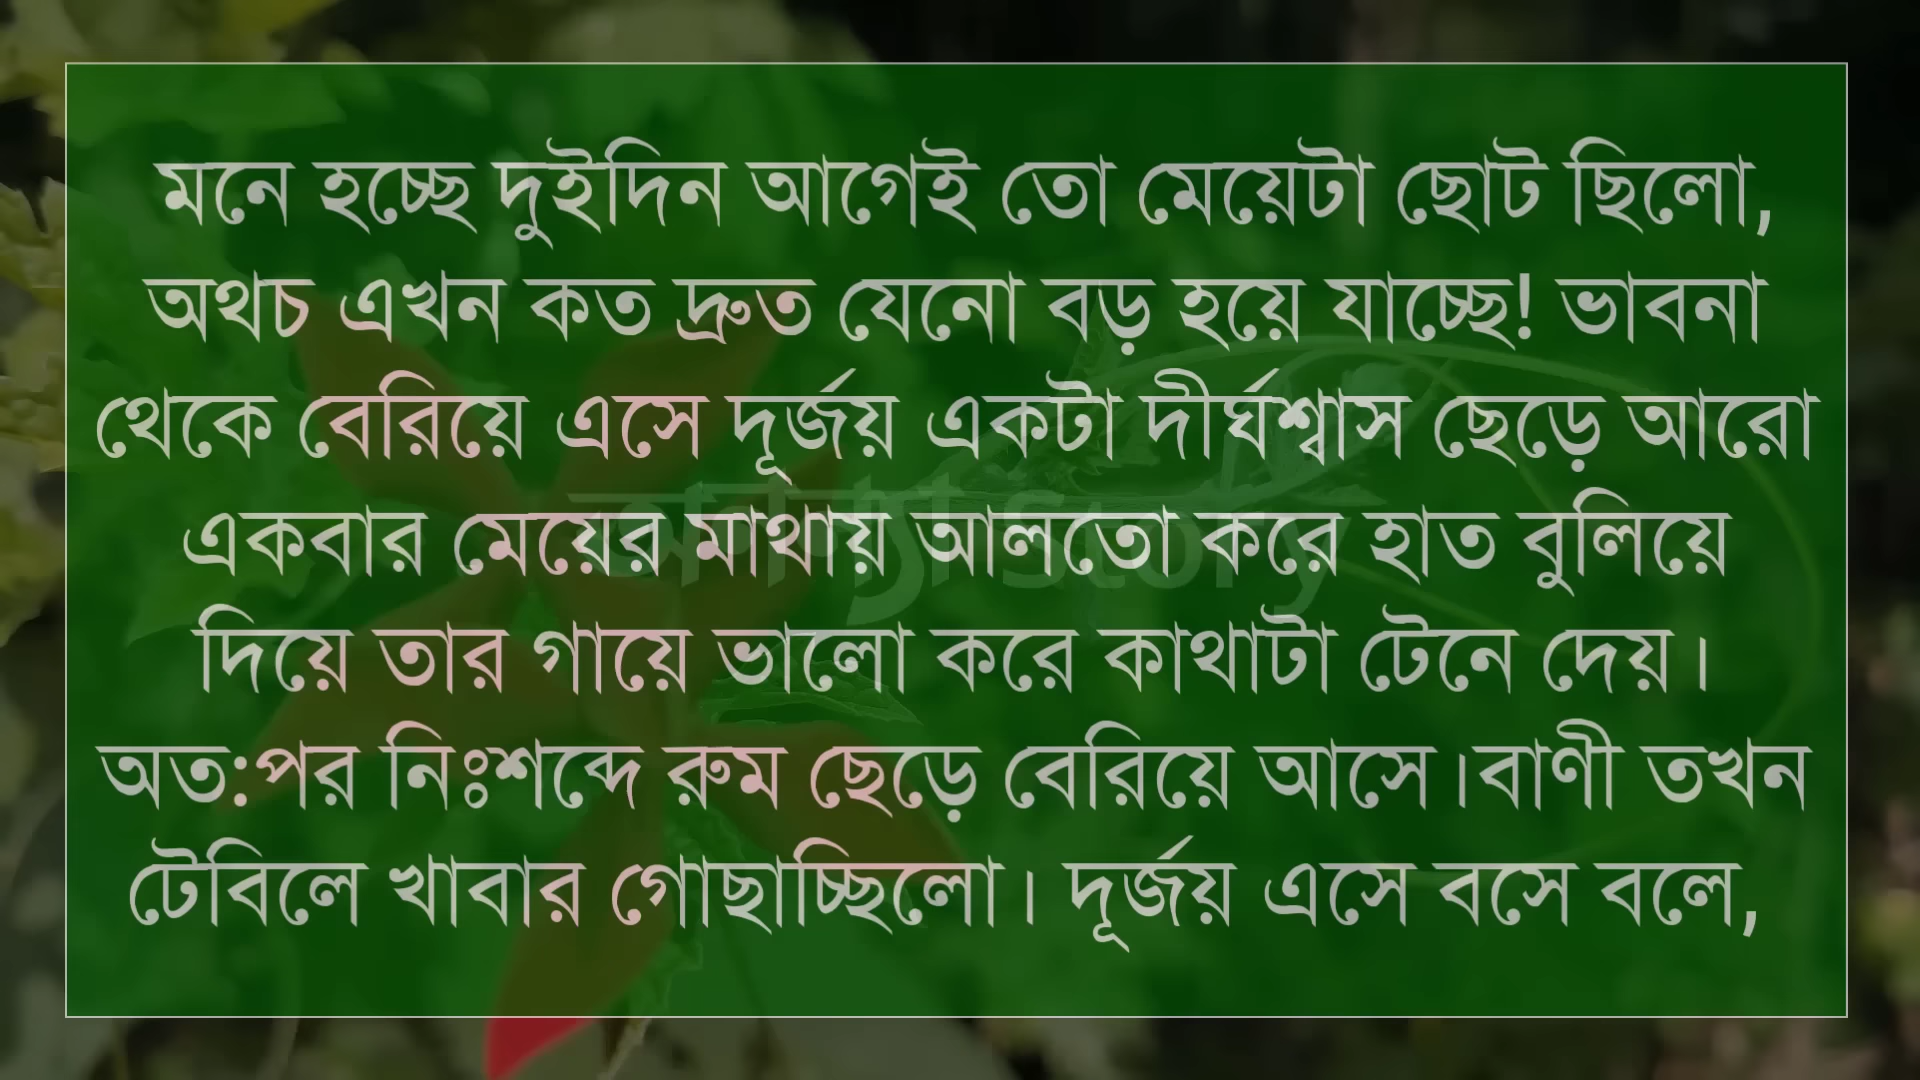 মনে হচ্ছে দুইদিন আগেই তো মেয়েটা ছোট ছিলো,
অথচ এখন কত দ্রুত যেনো বড় হয়ে যাচ্ছে! ভাবনা
থেকে বেরিয়ে এসে দূর্জয় একটা দীর্ঘশ্বাস ছেড়ে আরো
একবার মেয়ের মাথায় আলতো করে হাত বুলিয়ে
দিয়ে তার গায়ে ভালো করে কাথাটা টেনে দেয়।
অত:পর নিঃশব্দে রুম ছেড়ে বেরিয়ে আসে।বাণী তখন
টেবিলে খাবার গোছাচ্ছিলো। দূর্জয় এসে বসে বলে,